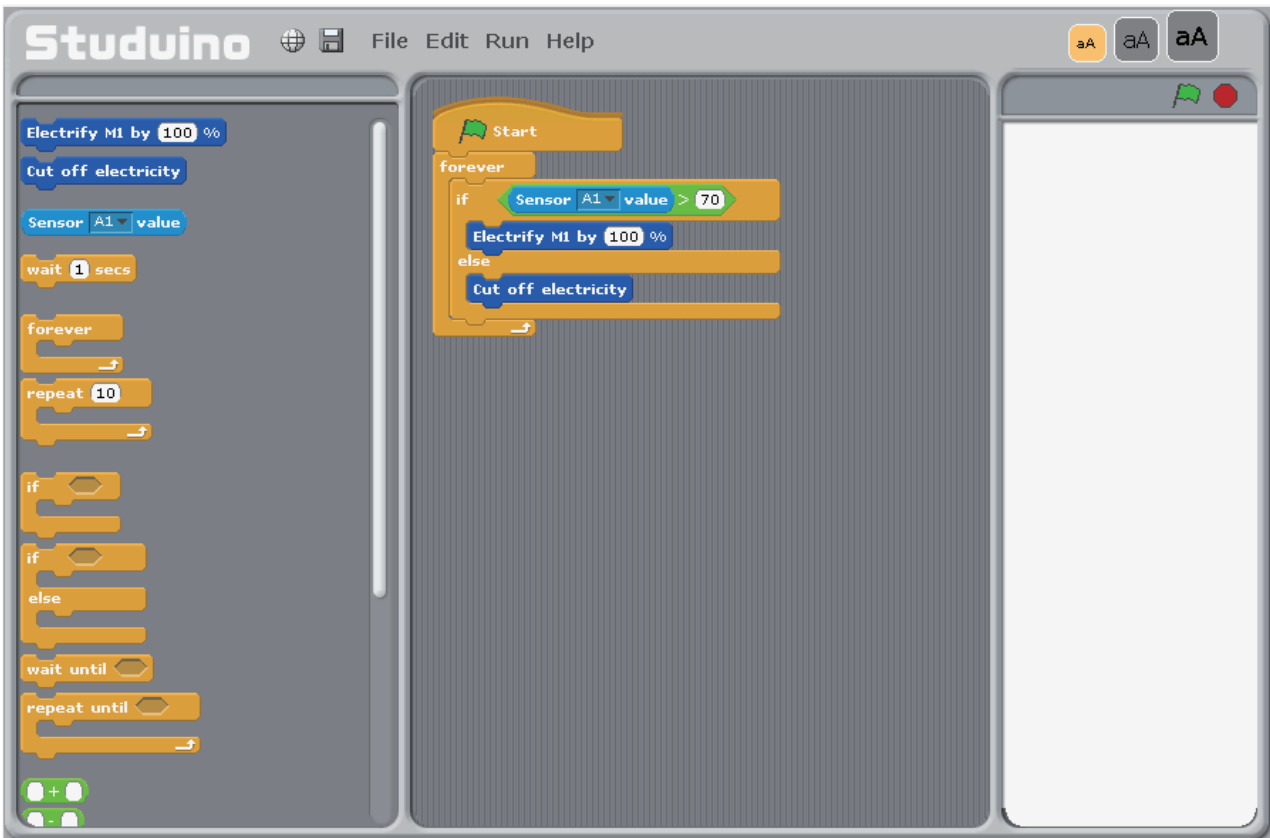 Studuino File Edit Run Help aA aA aA
Electrify M1 by 100 %
Cut off electricity
Sensor A1 value
wait 1 secs
forever
repeat 10
if
if
else
wait until
repeat until
+
-
Start
forever
if Sensor A1 value > 70
Electrify M1 by 100 %
else
Cut off electricity